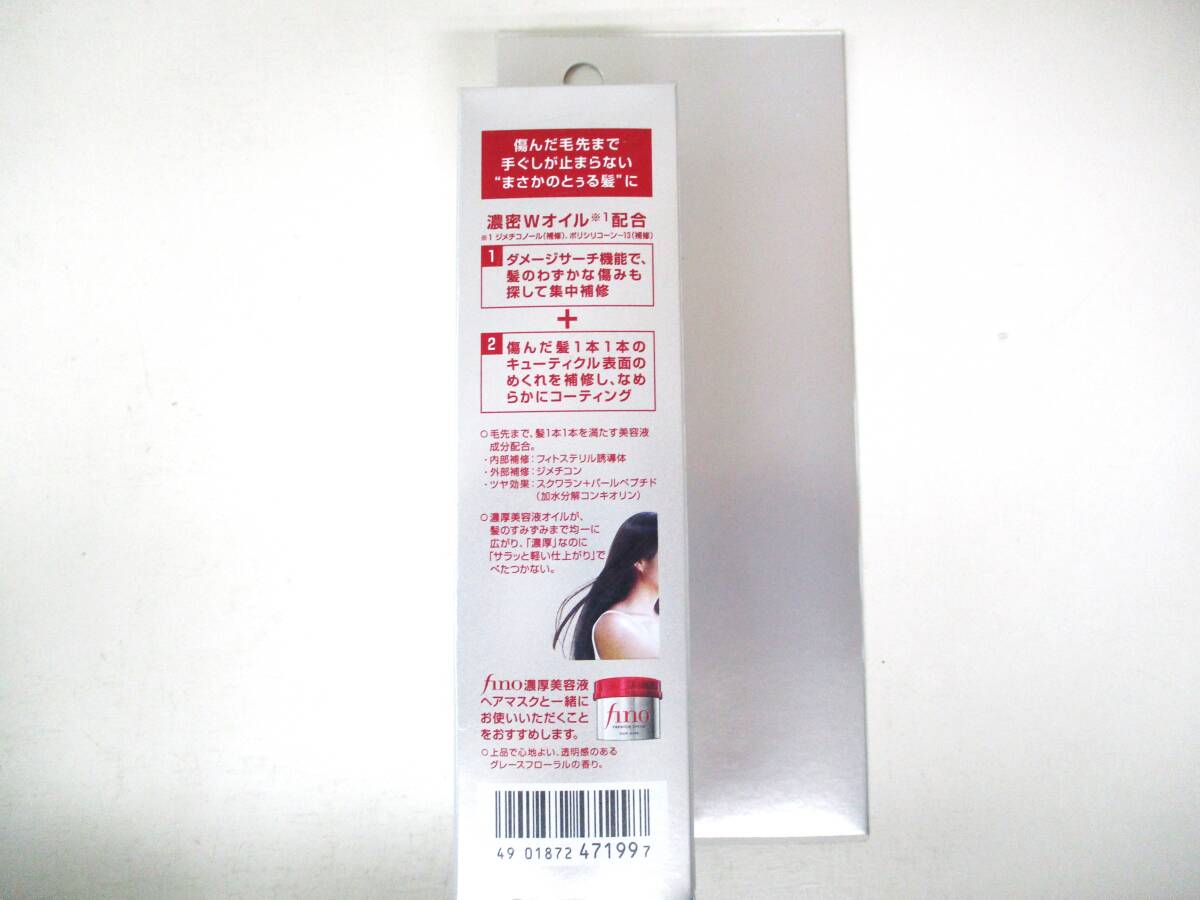 傷んだ毛先まで
手ぐしが止まらない
“まさかのとぅる髪”に
濃密Wオイル※1配合
※1 ジメチコノール(補修)、ポリシリコーン-13(補修)
1 ダメージサーチ機能で、
髪のわずかな傷みも
探して集中補修
+
2 傷んだ髪1本1本の
キューティクル表面の
めくれを補修し、なめ
らかにコーティング
○毛先まで、髪1本1本を満たす美容液
成分配合。
・内部補修:フィトステリル誘導体
・外部補修:ジメチコン
・ツヤ効果:スクワラン+パールペプチド
(加水分解コンキオリン)
○濃厚美容液オイルが、
髪のすみずみまで均一に
広がり、「濃厚」なのに
「サラッと軽い仕上がり」で
べたつかない。
fino濃厚美容液
ヘアマスクと一緒に
お使いいただくこと
をおすすめします。
fino
○上品で心地よい、透明感のある
グレースフローラルの香り。
49 01872 471997